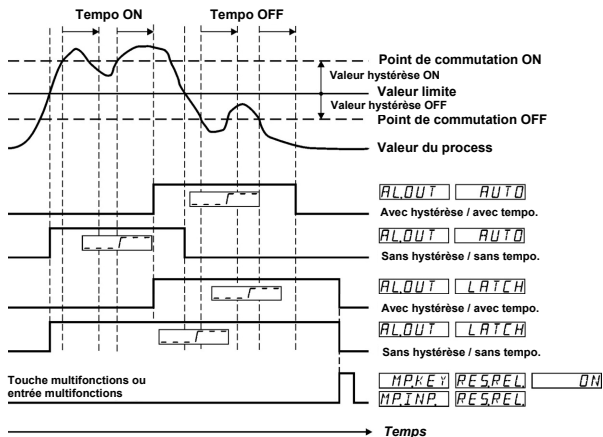 Tempo ON Tempo OFF
Point de commutation ON
Valeur hystérèse ON
Valeur limite
Valeur hystérèse OFF
Point de commutation OFF
Valeur du process
AL.OUT AUTO
Avec hystérèse / avec tempo.
AL.OUT AUTO
Sans hystérèse / sans tempo.
AL.OUT LATCH
Avec hystérèse / avec tempo.
AL.OUT LATCH
Sans hystérèse / sans tempo.
Touche multifonctions ou
entrée multifonctions
MP.KEY RES.REL. ON
MP.INP. RES.REL.
Temps